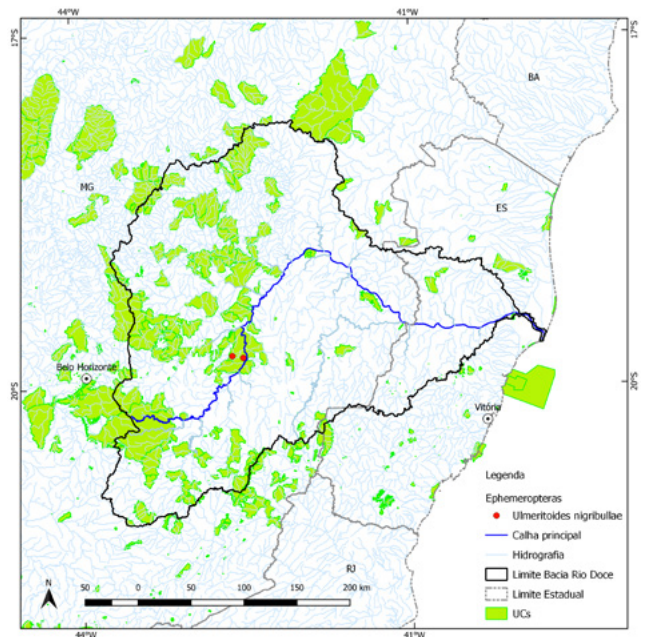 44°W
41°W
17°S
17°S
BA
MG
ES
Belo Horizonte
20°S
20°S
Vitória
Legenda
Ephemeropteras
Ulmeritoides nigribullae
Calha principal
Hidrografia
Limite Bacia Rio Doce
Limite Estadual
UCs
RJ
N
50 0 50 100 150 200 km
44°W
41°W